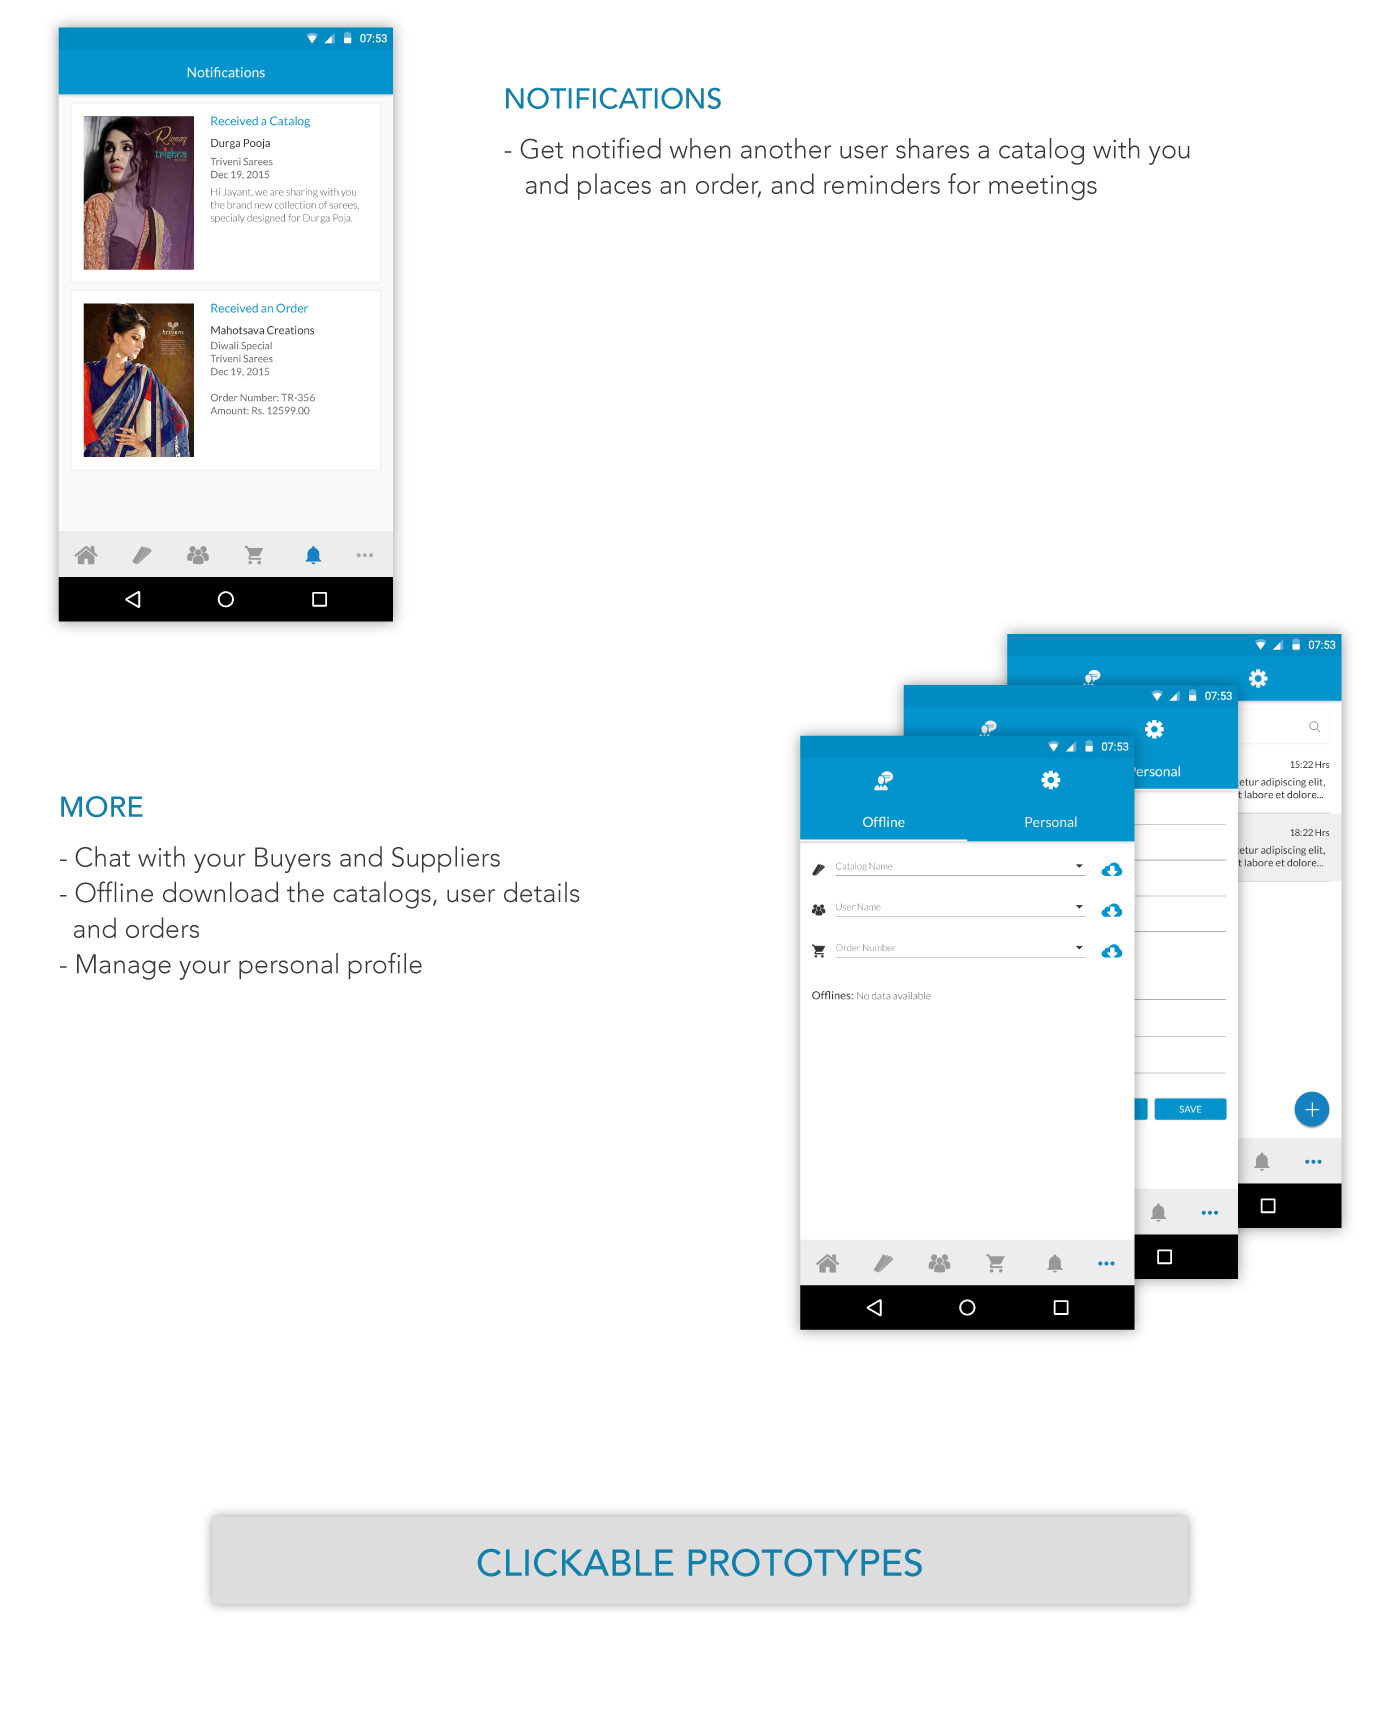 07:53
Notifications
Received a Catalog
Durga Pooja
Triveni Sarees
Dec 19, 2015
Hi Jayant, we are sharing with you
the brand new collection of sarees,
specialy designed for Durga Poja.
trishna
Received an Order
Mahotsava Creations
Diwali Special
Triveni Sarees
Dec 19, 2015
Order Number: TR-356
Amount: Rs. 12599.00
triveni
NOTIFICATIONS
- Get notified when another user shares a catalog with you
and places an order, and reminders for meetings
MORE
- Chat with your Buyers and Suppliers
- Offline download the catalogs, user details
and orders
- Manage your personal profile
07:53
15:22 Hrs
etur adipiscing elit,
t labore et dolore...
18:22 Hrs
etur adipiscing elit,
t labore et dolore...
07:53
Personal
SAVE
07:53
Offline
Personal
Catalog Name
User Name
Order Number
Offlines: No data available
CLICKABLE PROTOTYPES